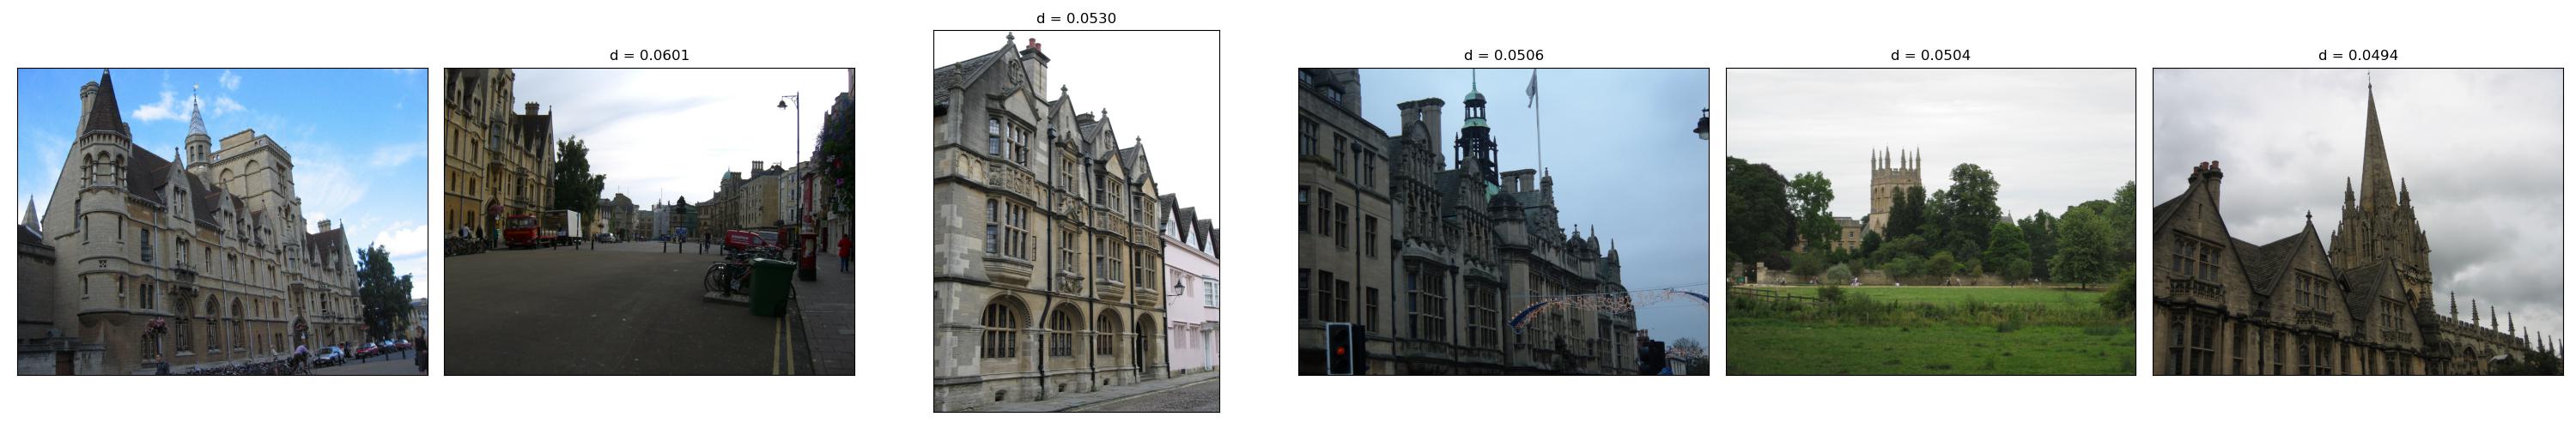 d = 0.0601
d = 0.0530
d = 0.0506
d = 0.0504
d = 0.0494